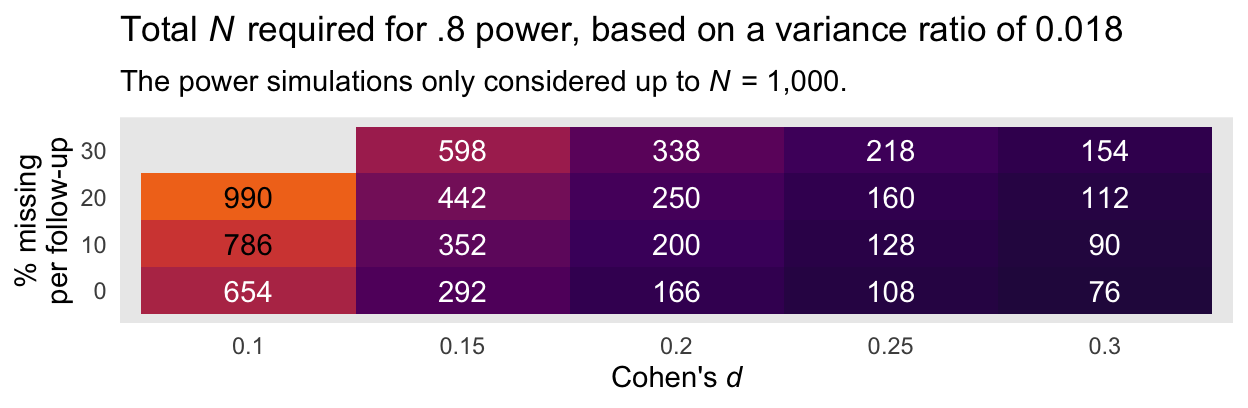 Total N required for .8 power, based on a variance ratio of 0.018
The power simulations only considered up to N = 1,000.
% missing
per follow-up
30 598 338 218 154
20 990 442 250 160 112
10 786 352 200 128 90
0 654 292 166 108 76
0.1 0.15 0.2 0.25 0.3
Cohen's d